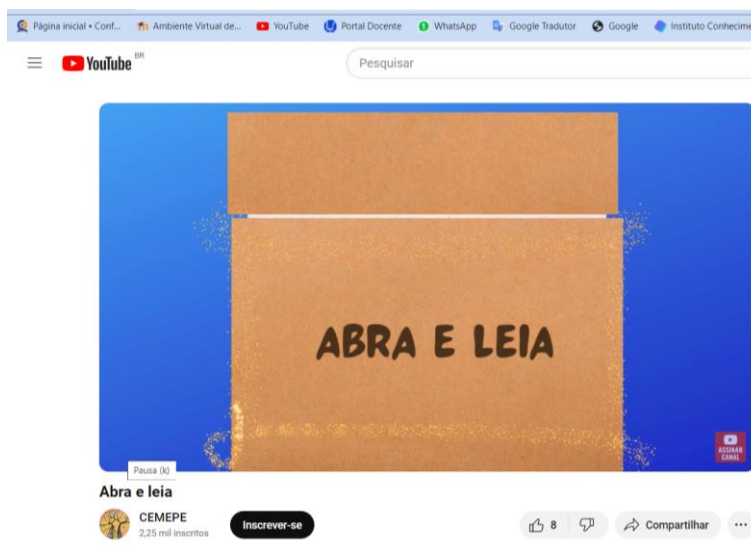 Página inicial • Conf... Ambiente Virtual de... YouTube Portal Docente WhatsApp Google Tradutor Google Instituto Conhecime
YouTube BR
Pesquisar
ABRA E LEIA
ASSINAR
CANAL
Pausa (k)
Abra e leia
CEMEPE
2,25 mil inscritos
Inscrever-se
8
Compartilhar